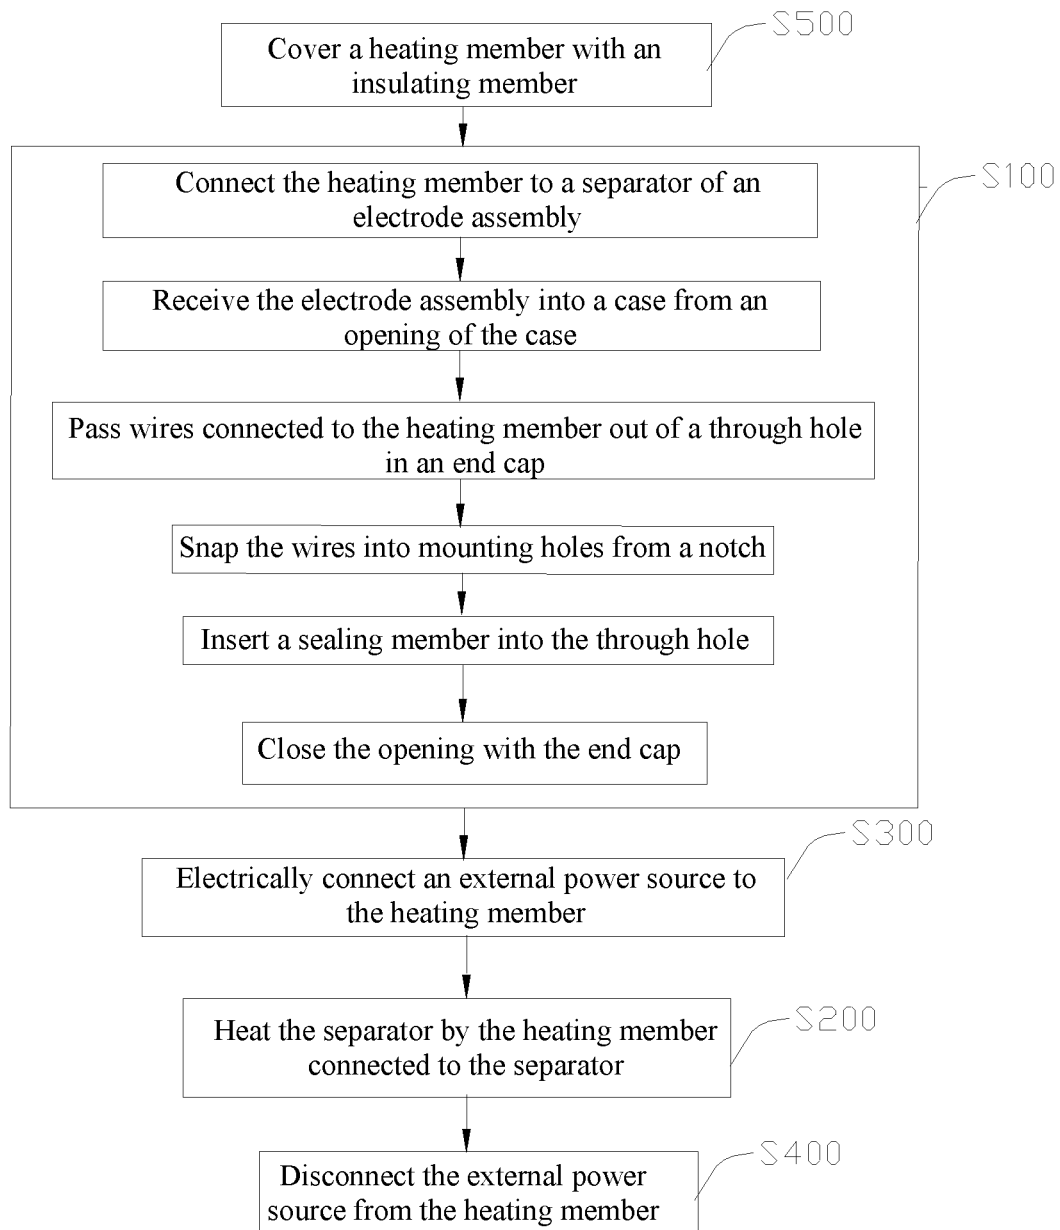 S500
Cover a heating member with an
insulating member
S100
Connect the heating member to a separator of an
electrode assembly
Receive the electrode assembly into a case from an
opening of the case
Pass wires connected to the heating member out of a through hole
in an end cap
Snap the wires into mounting holes from a notch
Insert a sealing member into the through hole
Close the opening with the end cap
S300
Electrically connect an external power source to
the heating member
S200
Heat the separator by the heating member
connected to the separator
S400
Disconnect the external power
source from the heating member